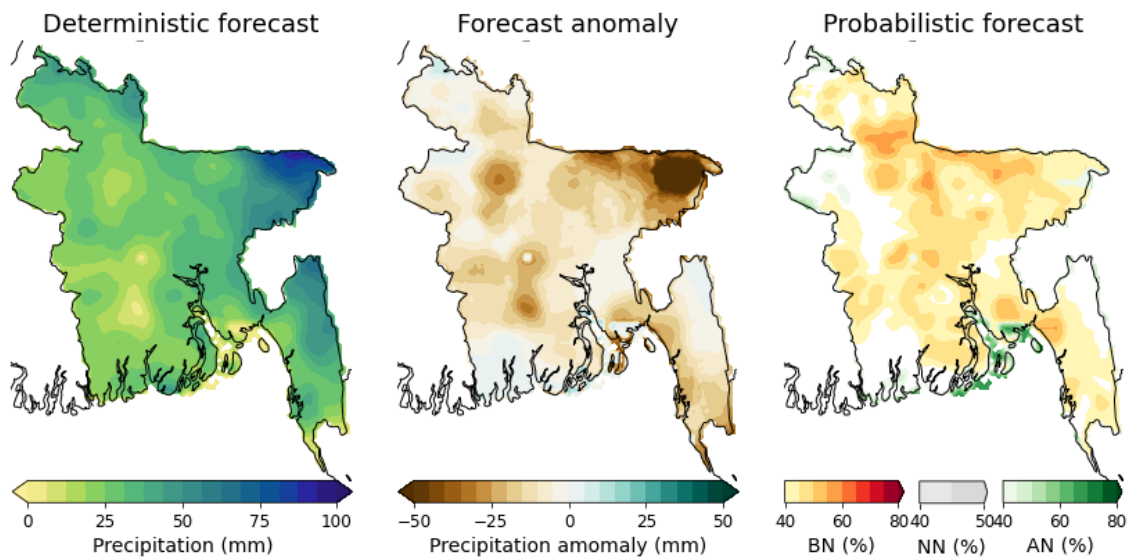 Deterministic forecast
Forecast anomaly
Probabilistic forecast
0 25 50 75 100
Precipitation (mm)
−50 −25 0 25 50
Precipitation amomaly (mm)
40 60 80
BN (%)
40 50
NN (%)
40 60 80
AN (%)